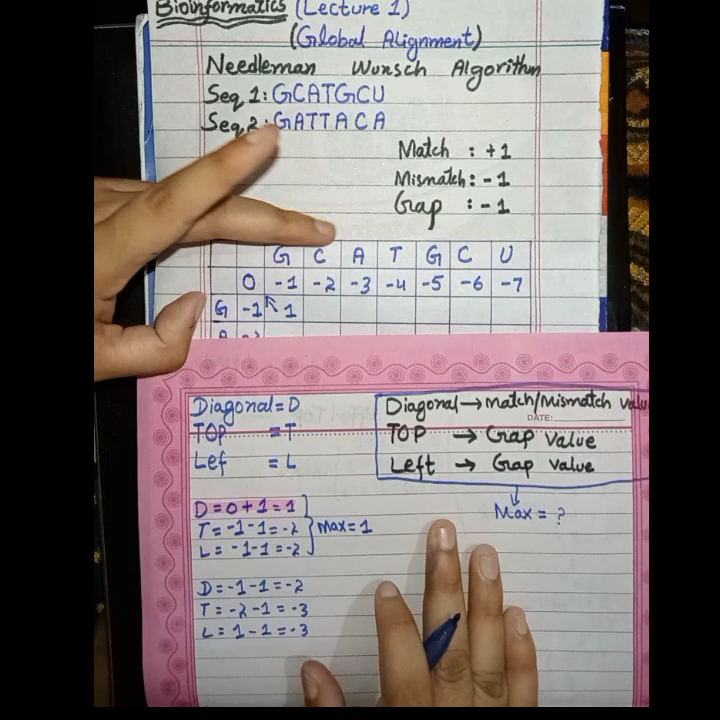 Bioinformatics (Lecture 1)
(Global Alignment)
Needleman Wunsch Algorithm
Seq 1: GCATGCU
Seq 2: GATTACA
Match : +1
Mismatch : -1
Gap : -1
G C A T G C U
0 -1 -2 -3 -4 -5 -6 -7
G -1 1
A
Diagonal = D
TOP = T
Lef = L
Diagonal → Match/Mismatch valu
DATE:
TOP → Gap value
Left → Gap value
Max = ?
D = 0 + 1 = 1
T = -1 -1 = -2
L = -1 -1 = -2
Max = 1
D = -1 -1 = -2
T = -2 -1 = -3
L = 1 - 1 = -3